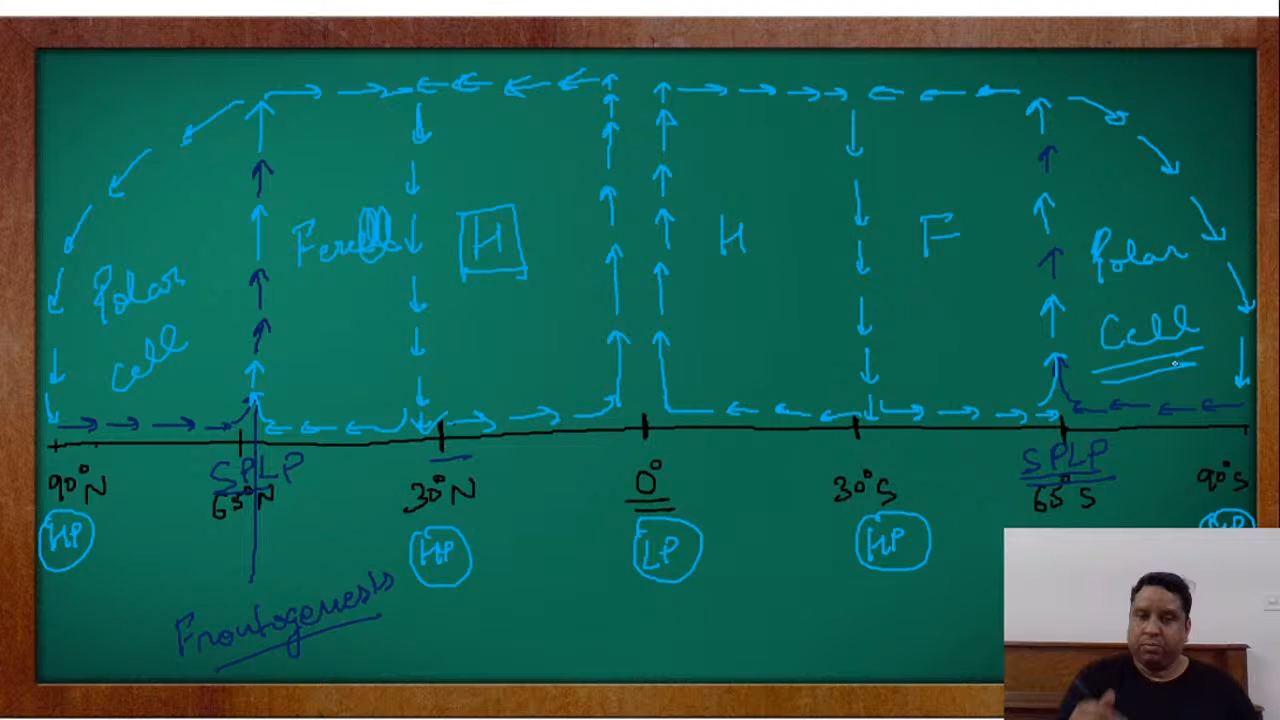 Ferell
H
H
F
Polar
Cell
Polar
Cell
SPLP
SPLP
90°N
65°N
30°N
0°
30°S
65°S
90°S
HP
HP
LP
HP
HP
Frontogenesis